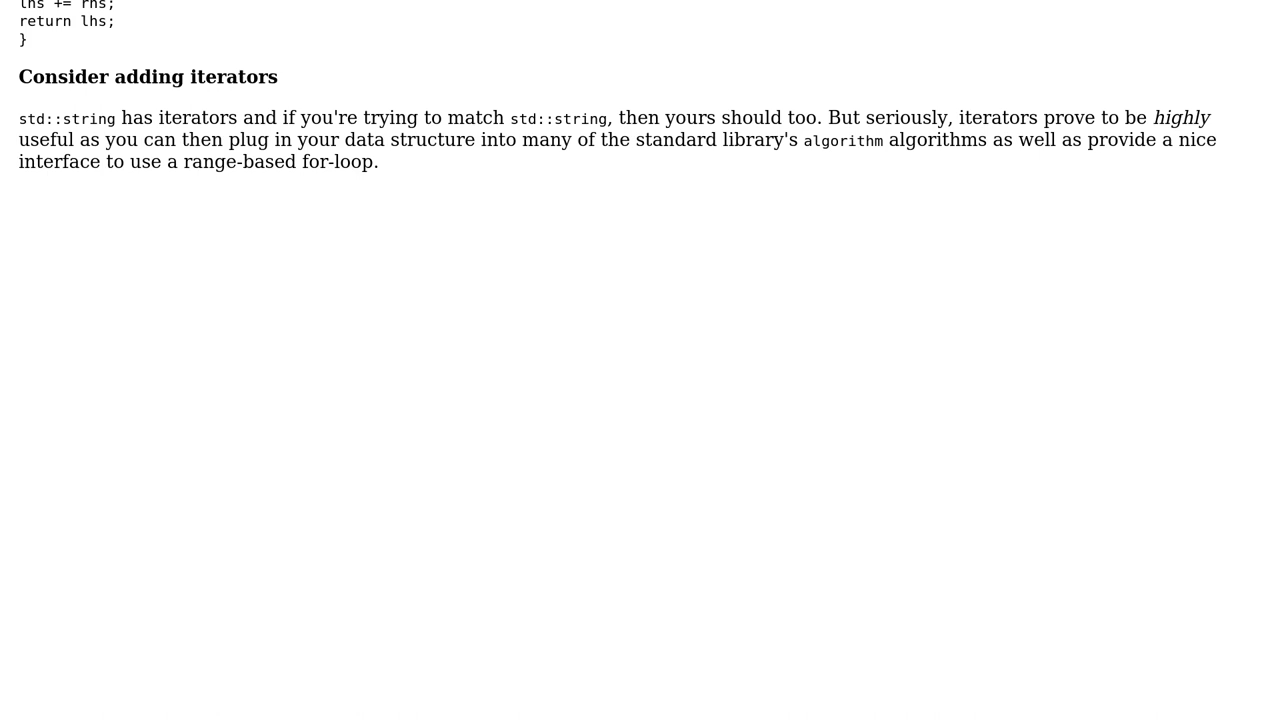 lhs += rhs;
return lhs;
}
Consider adding iterators
std::string has iterators and if you're trying to match std::string, then yours should too. But seriously, iterators prove to be highly
useful as you can then plug in your data structure into many of the standard library's algorithm algorithms as well as provide a nice
interface to use a range-based for-loop.